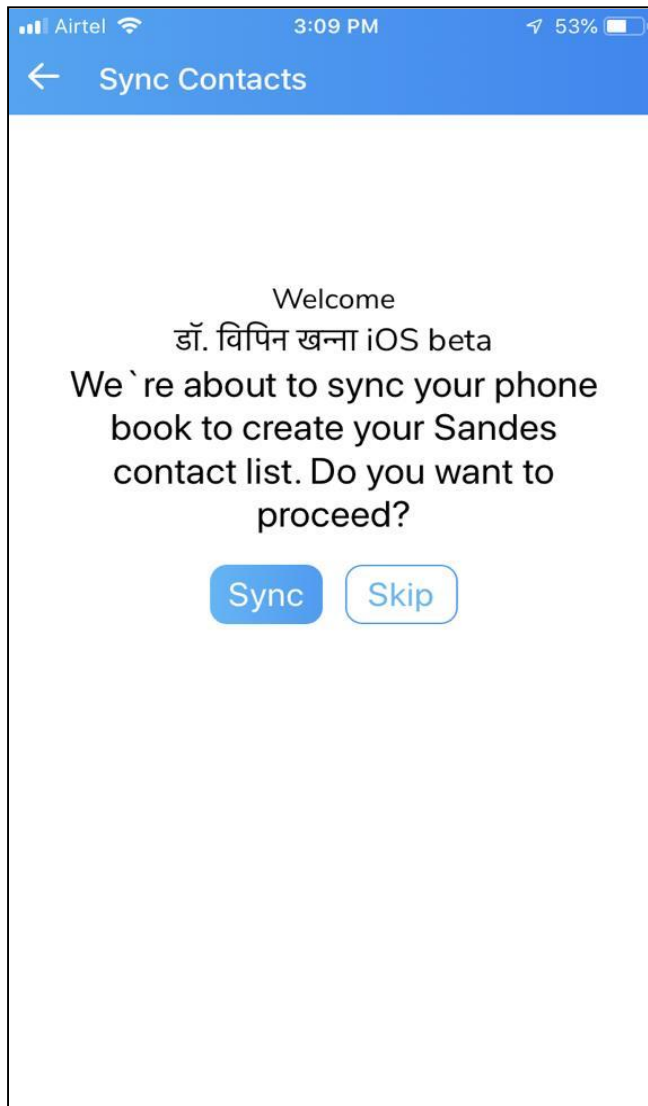 Airtel 3:09 PM 53%
Sync Contacts
Welcome
डॉ. विपिन खन्ना iOS beta
We`re about to sync your phone
book to create your Sandes
contact list. Do you want to
proceed?
Sync Skip